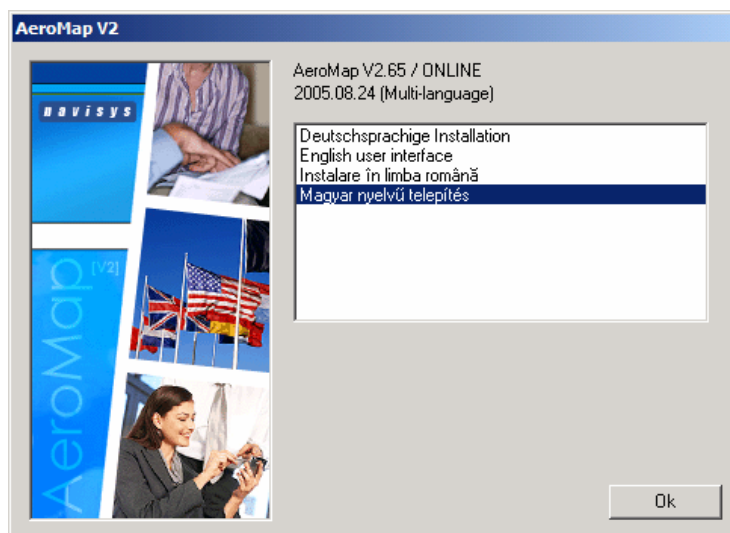 AeroMap V2
navisys
AeroMap [V2]
AeroMap V2.65 / ONLINE
2005.08.24 (Multi-language)
Deutschsprachige Installation
English user interface
Instalare în limba română
Magyar nyelvű telepítés
Ok